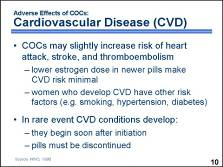 Adverse Effects of COCs:
Cardiovascular Disease (CVD)
• COCs may slightly increase risk of heart
attack, stroke, and thromboembolism
– lower estrogen dose in newer pills make
CVD risk minimal
– women who develop CVD have other risk
factors (e.g. smoking, hypertension, diabetes)
• In rare event CVD conditions develop:
– they begin soon after initiation
– pills must be discontinued
Source: WHO, 1998
10